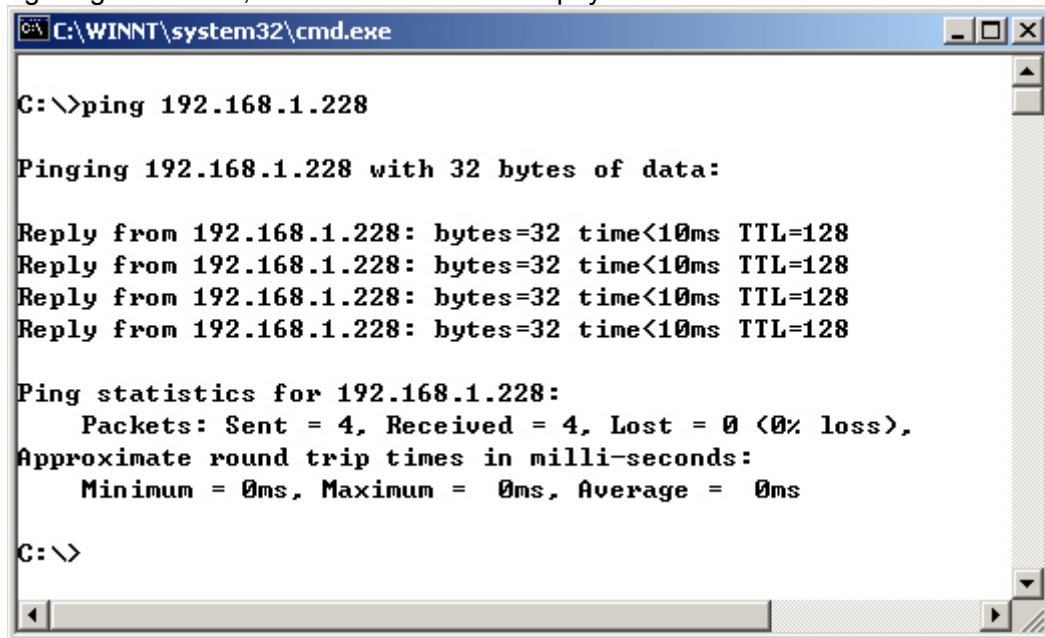 C:\WINNT\system32\cmd.exe
C:\>ping 192.168.1.228
Pinging 192.168.1.228 with 32 bytes of data:
Reply from 192.168.1.228: bytes=32 time<10ms TTL=128
Reply from 192.168.1.228: bytes=32 time<10ms TTL=128
Reply from 192.168.1.228: bytes=32 time<10ms TTL=128
Reply from 192.168.1.228: bytes=32 time<10ms TTL=128
Ping statistics for 192.168.1.228:
Packets: Sent = 4, Received = 4, Lost = 0 (0% loss),
Approximate round trip times in milli-seconds:
Minimum = 0ms, Maximum =  0ms, Average =  0ms
C:\>